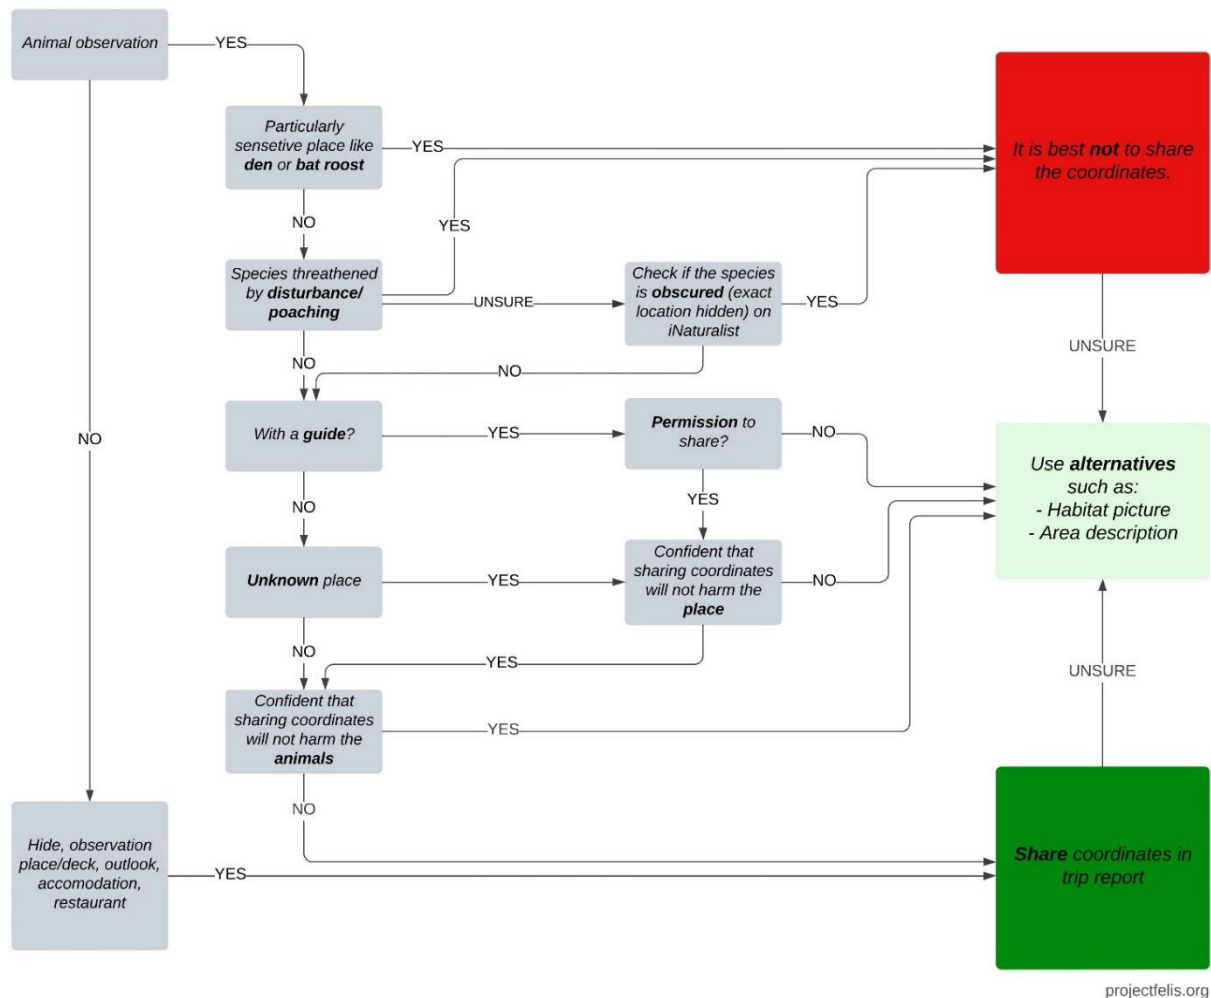 Animal observation
YES
Particularly
sensetive place like
den or bat roost
YES
It is best not to share
the coordinates.
NO
YES
Species threathened
by disturbance/
poaching
UNSURE
Check if the species
is obscured (exact
location hidden) on
iNaturalist
YES
UNSURE
NO
NO
NO
With a guide?
YES
Permission to
share?
NO
Use alternatives
such as:
- Habitat picture
- Area description
NO
YES
Unknown place
YES
Confident that
sharing coordinates
will not harm the
place
NO
NO
YES
UNSURE
Confident that
sharing coordinates
will not harm the
animals
YES
NO
Hide, observation
place/deck, outlook,
accomodation,
restaurant
YES
Share coordinates in
trip report
projectfelis.org